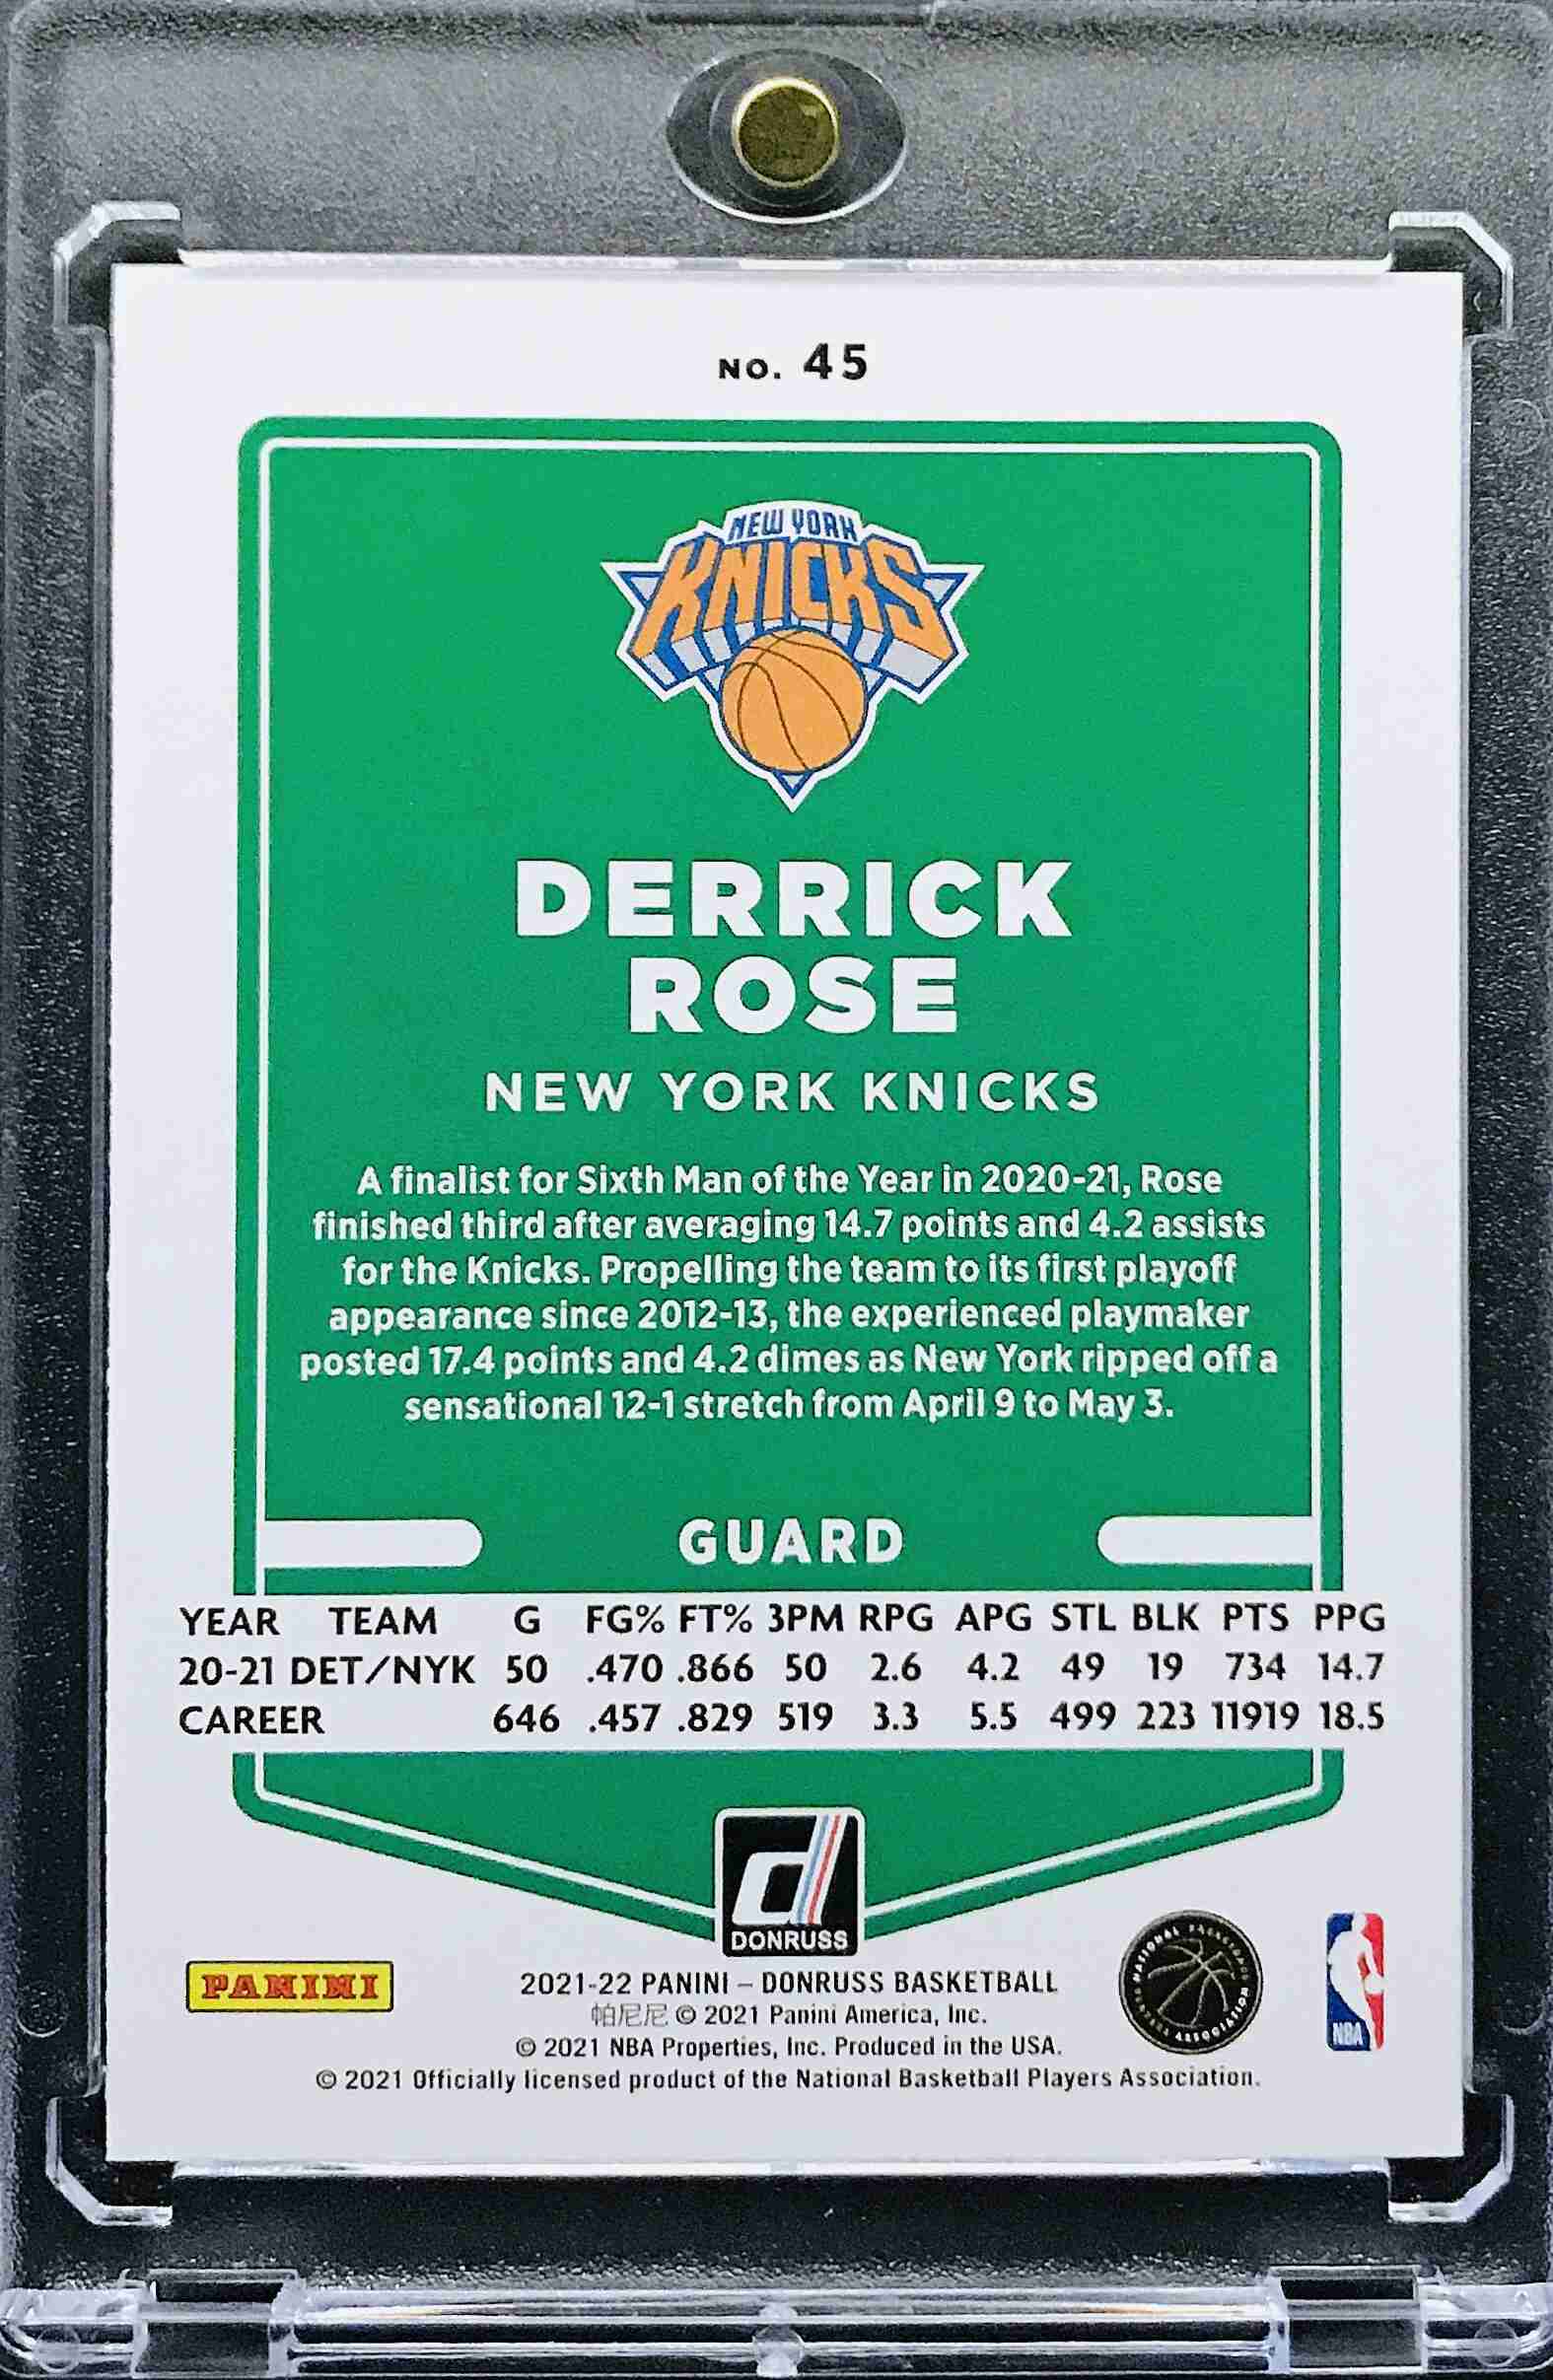 NO. 45
NEW YORK
KNICKS
DERRICK
ROSE
NEW YORK KNICKS
A finalist for Sixth Man of the Year in 2020-21, Rose
finished third after averaging 14.7 points and 4.2 assists
for the Knicks. Propelling the team to its first playoff
appearance since 2012-13, the experienced playmaker
posted 17.4 points and 4.2 dimes as New York ripped off a
sensational 12-1 stretch from April 9 to May 3.
GUARD
YEAR TEAM G FG% FT% 3PM RPG APG STL BLK PTS PPG
20-21 DET/NYK 50 .470 .866 50 2.6 4.2 49 19 734 14.7
CAREER 646 .457 .829 519 3.3 5.5 499 223 11919 18.5
d
DONRUSS
PANINI
2021-22 PANINI – DONRUSS BASKETBALL
帕尼尼 © 2021 Panini America, Inc.
© 2021 NBA Properties, Inc. Produced in the USA.
© 2021 Officially licensed product of the National Basketball Players Association.
NATIONAL BASKETBALL PLAYERS ASSOCIATION
NBA